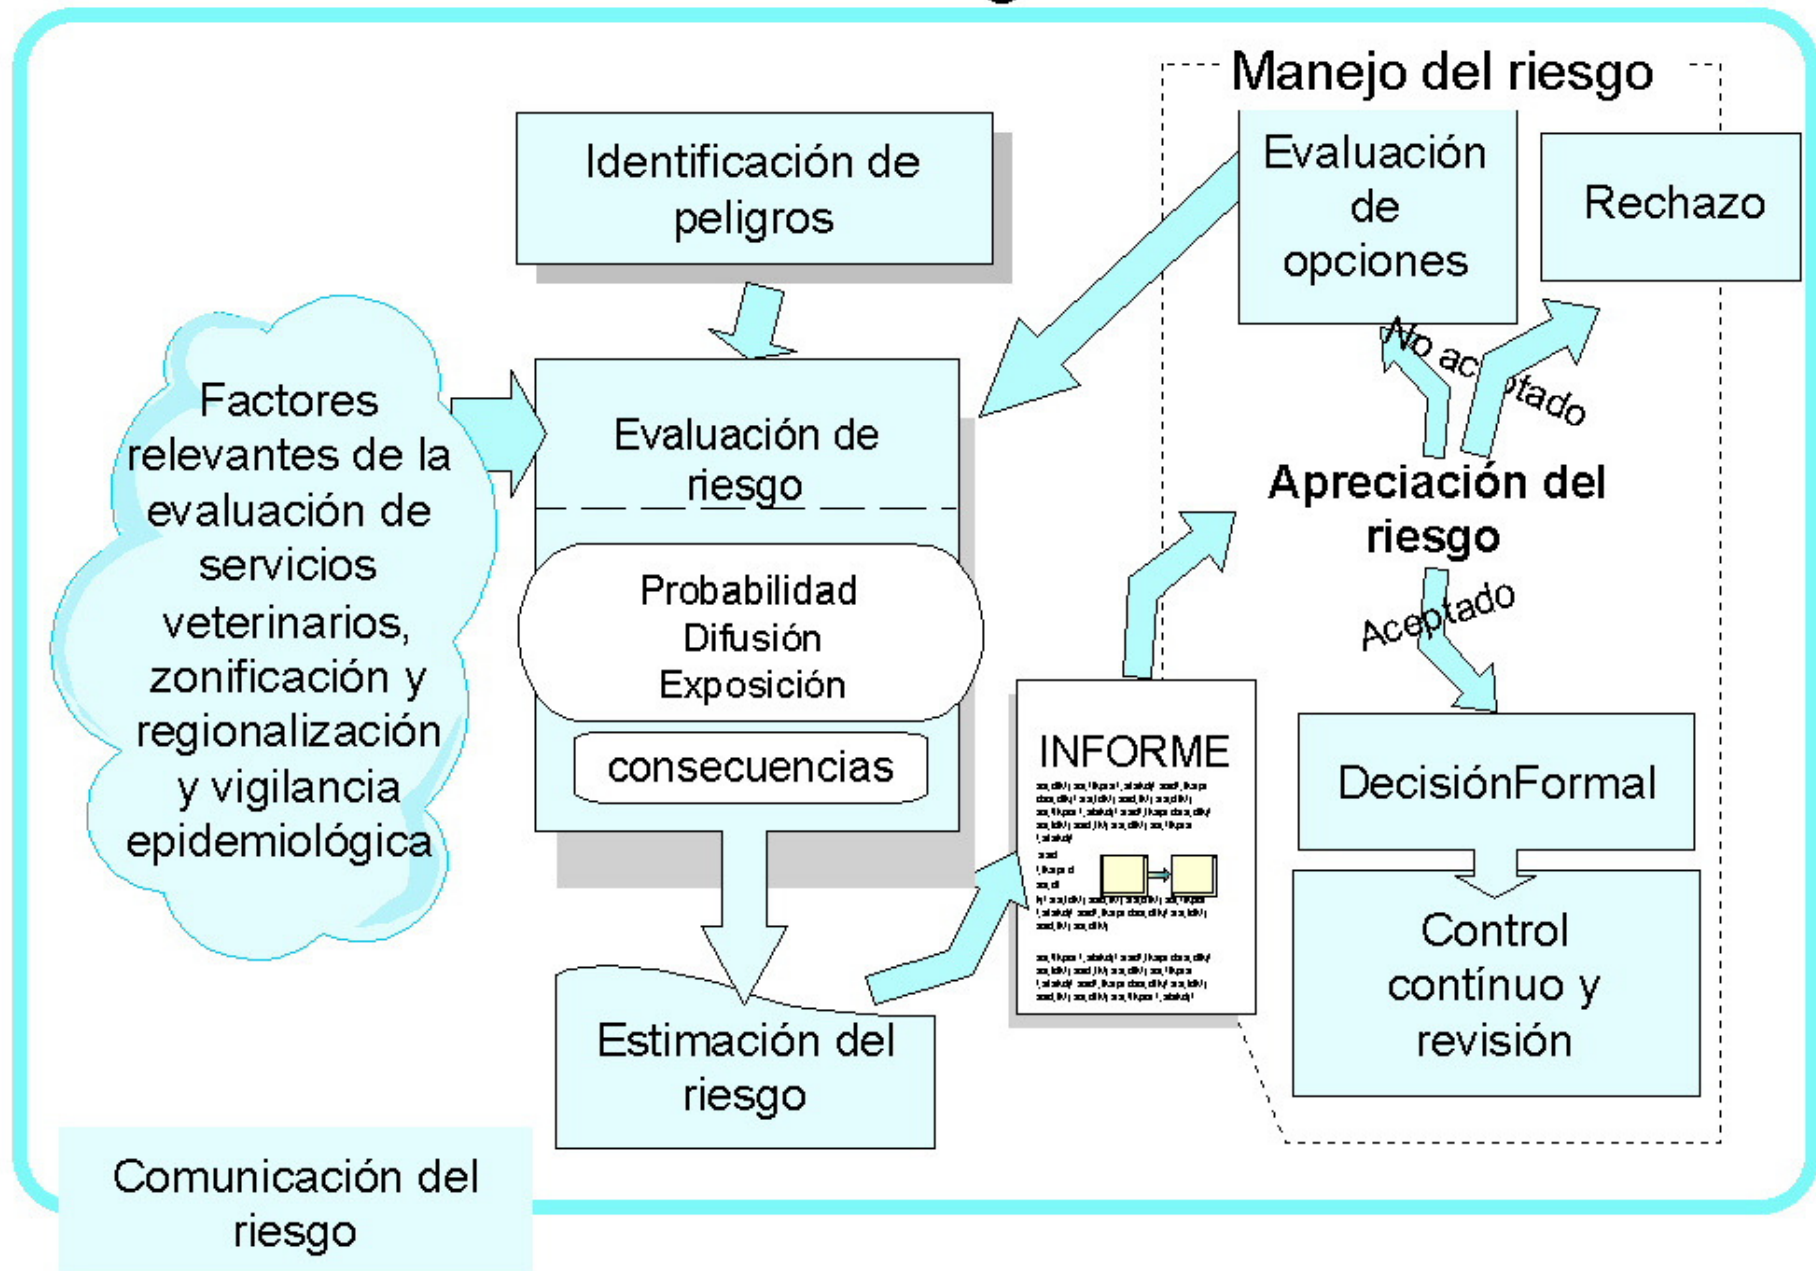 Manejo del riesgo
Identificación de
peligros
Evaluación
de
opciones
Rechazo
No aceptado
Factores
relevantes de la
evaluación de
servicios
veterinarios,
zonificación y
regionalización
y vigilancia
epidemiológica
Evaluación de
riesgo
Probabilidad
Difusión
Exposición
consecuencias
Apreciación del
riesgo
Aceptado
INFORME
DecisiónFormal
Control
contínuo y
revisión
Estimación del
riesgo
Comunicación del
riesgo